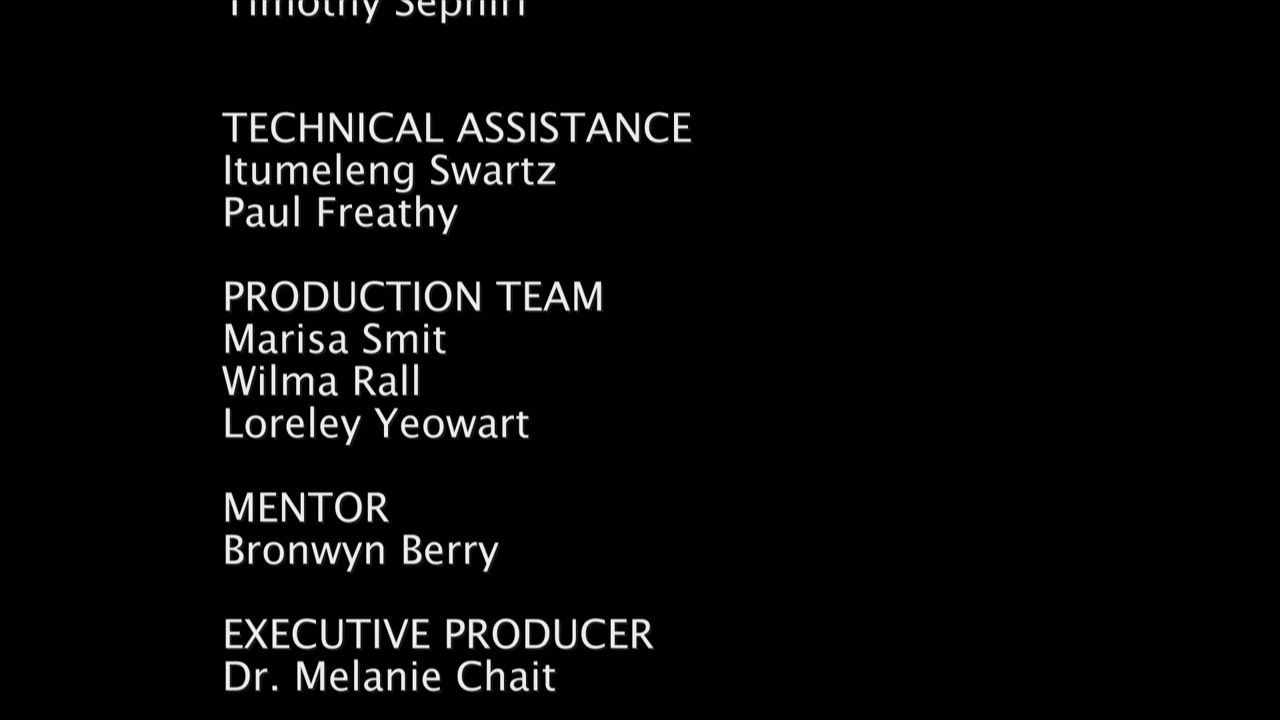 Timothy
TECHNICAL ASSISTANCE
Itumeleng Swartz
Paul Freathy
PRODUCTION TEAM
Marisa Smit
Wilma Rall
Loreley Yeowart
MENTOR
Bronwyn Berry
EXECUTIVE PRODUCER
Dr. Melanie Chait